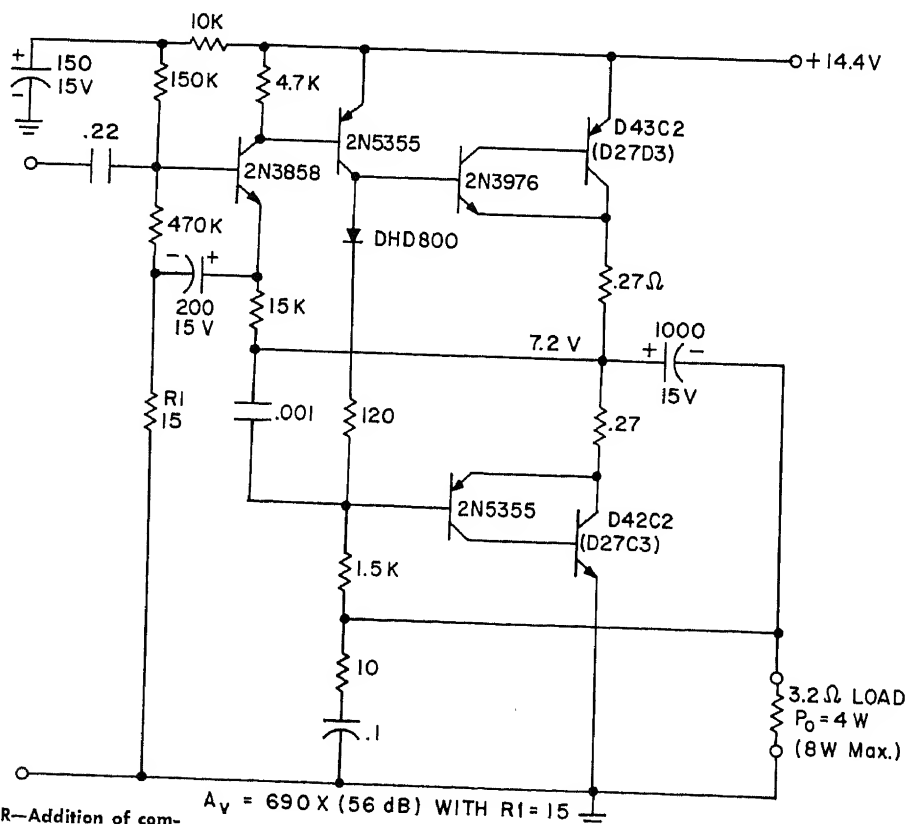 10K
+14.4V
+
150
15V
-
150K
4.7K
.22
2N3858
2N5355
D43C2
(D27D3)
2N3976
470K
DHD800
- +
200
15 V
15K
.27Ω
7.2 V
1000
+ -
15V
R1
15
.001
120
.27
2N5355
D42C2
(D27C3)
1.5K
10
.1
3.2Ω LOAD
Po = 4 W
(8W Max.)
R—Addition of com-
Av = 690 X (56 dB) WITH R1 = 15